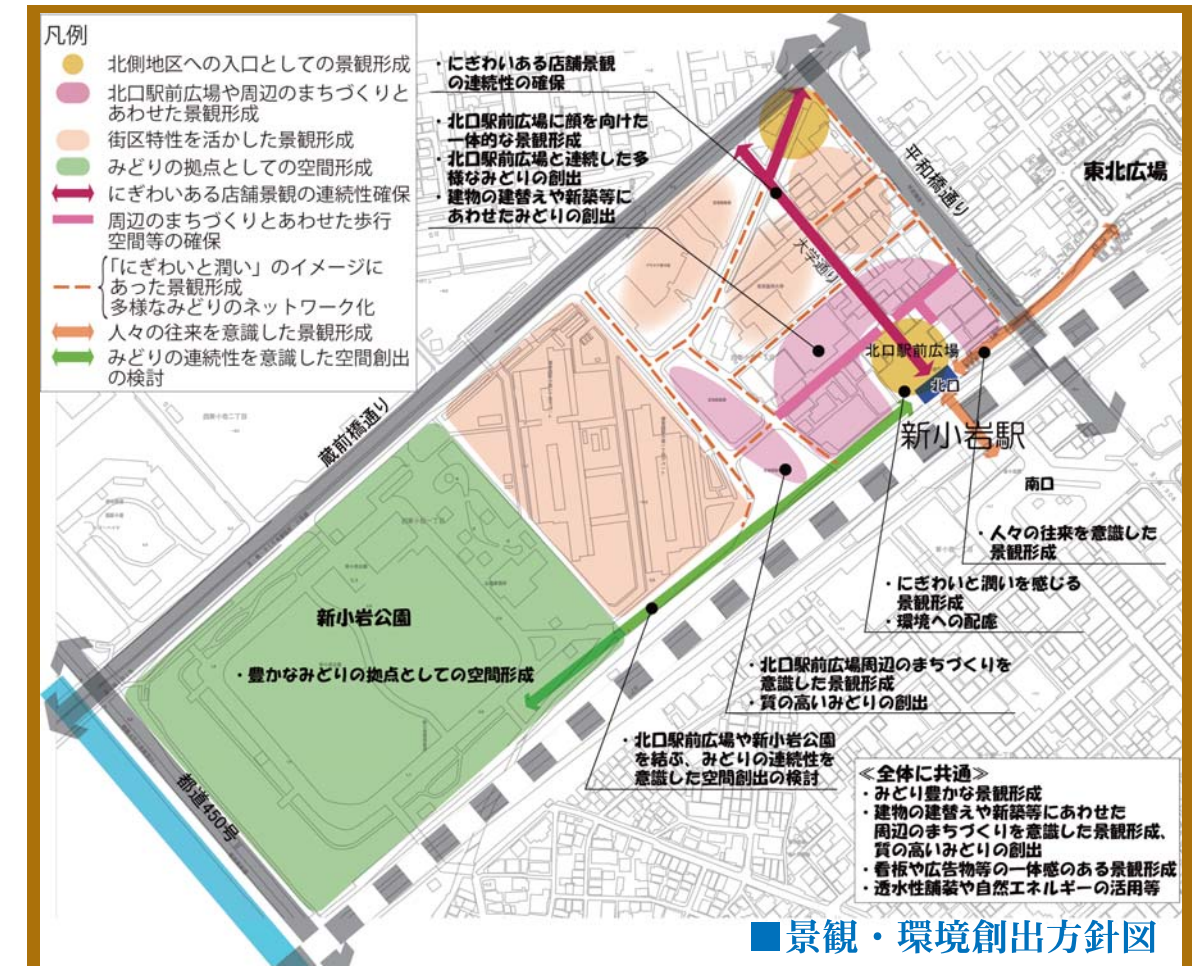 凡例
北側地区への入口としての景観形成
北口駅前広場や周辺のまちづくりと
あわせた景観形成
街区特性を活かした景観形成
みどりの拠点としての空間形成
にぎわいある店舗景観の連続性確保
周辺のまちづくりとあわせた歩行
空間等の確保
「にぎわいと潤い」のイメージに
あった景観形成
多様なみどりのネットワーク化
人々の往来を意識した景観形成
みどりの連続性を意識した空間創出
の検討
・にぎわいある店舗景観
の連続性の確保
・北口駅前広場に顔を向けた
一体的な景観形成
・北口駅前広場と連続した多
様なみどりの創出
・建物の建替えや新築等に
あわせたみどりの創出
平和橋通り
東北広場
大学通り
北口駅前広場
北口
新小岩駅
南口
蔵前橋通り
新小岩公園
・豊かなみどりの拠点としての空間形成
都道450号
・人々の往来を意識した
景観形成
・にぎわいと潤いを感じる
景観形成
・環境への配慮
・北口駅前広場周辺のまちづくりを
意識した景観形成
・質の高いみどりの創出
・北口駅前広場や新小岩公園
を結ぶ、みどりの連続性を
意識した空間創出の検討
≪全体に共通≫
・みどり豊かな景観形成
・建物の建替えや新築等にあわせた
周辺のまちづくりを意識した景観形成、
質の高いみどりの創出
・看板や広告物等の一体感のある景観形成
・透水性舗装や自然エネルギーの活用等
■景観・環境創出方針図